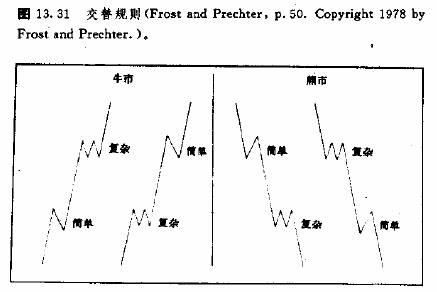 图 13.31 交替规则(Frost and Prechter, p.50. Copyright 1978 by
Frost and Prechter.)。
牛市 熊市
复杂 简单 简单 复杂
简单 复杂 复杂 简单